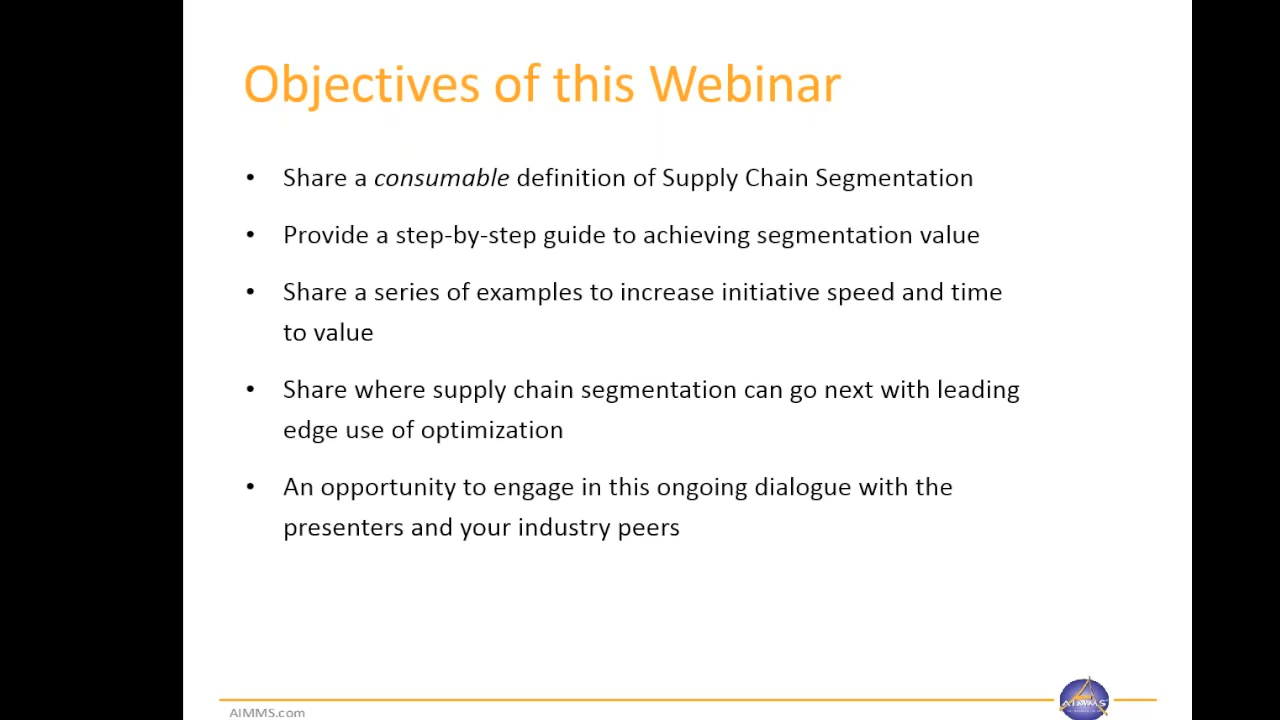 Objectives of this Webinar
• Share a consumable definition of Supply Chain Segmentation
• Provide a step-by-step guide to achieving segmentation value
• Share a series of examples to increase initiative speed and time
to value
• Share where supply chain segmentation can go next with leading
edge use of optimization
• An opportunity to engage in this ongoing dialogue with the
presenters and your industry peers
AIMMS.com
AIMMS